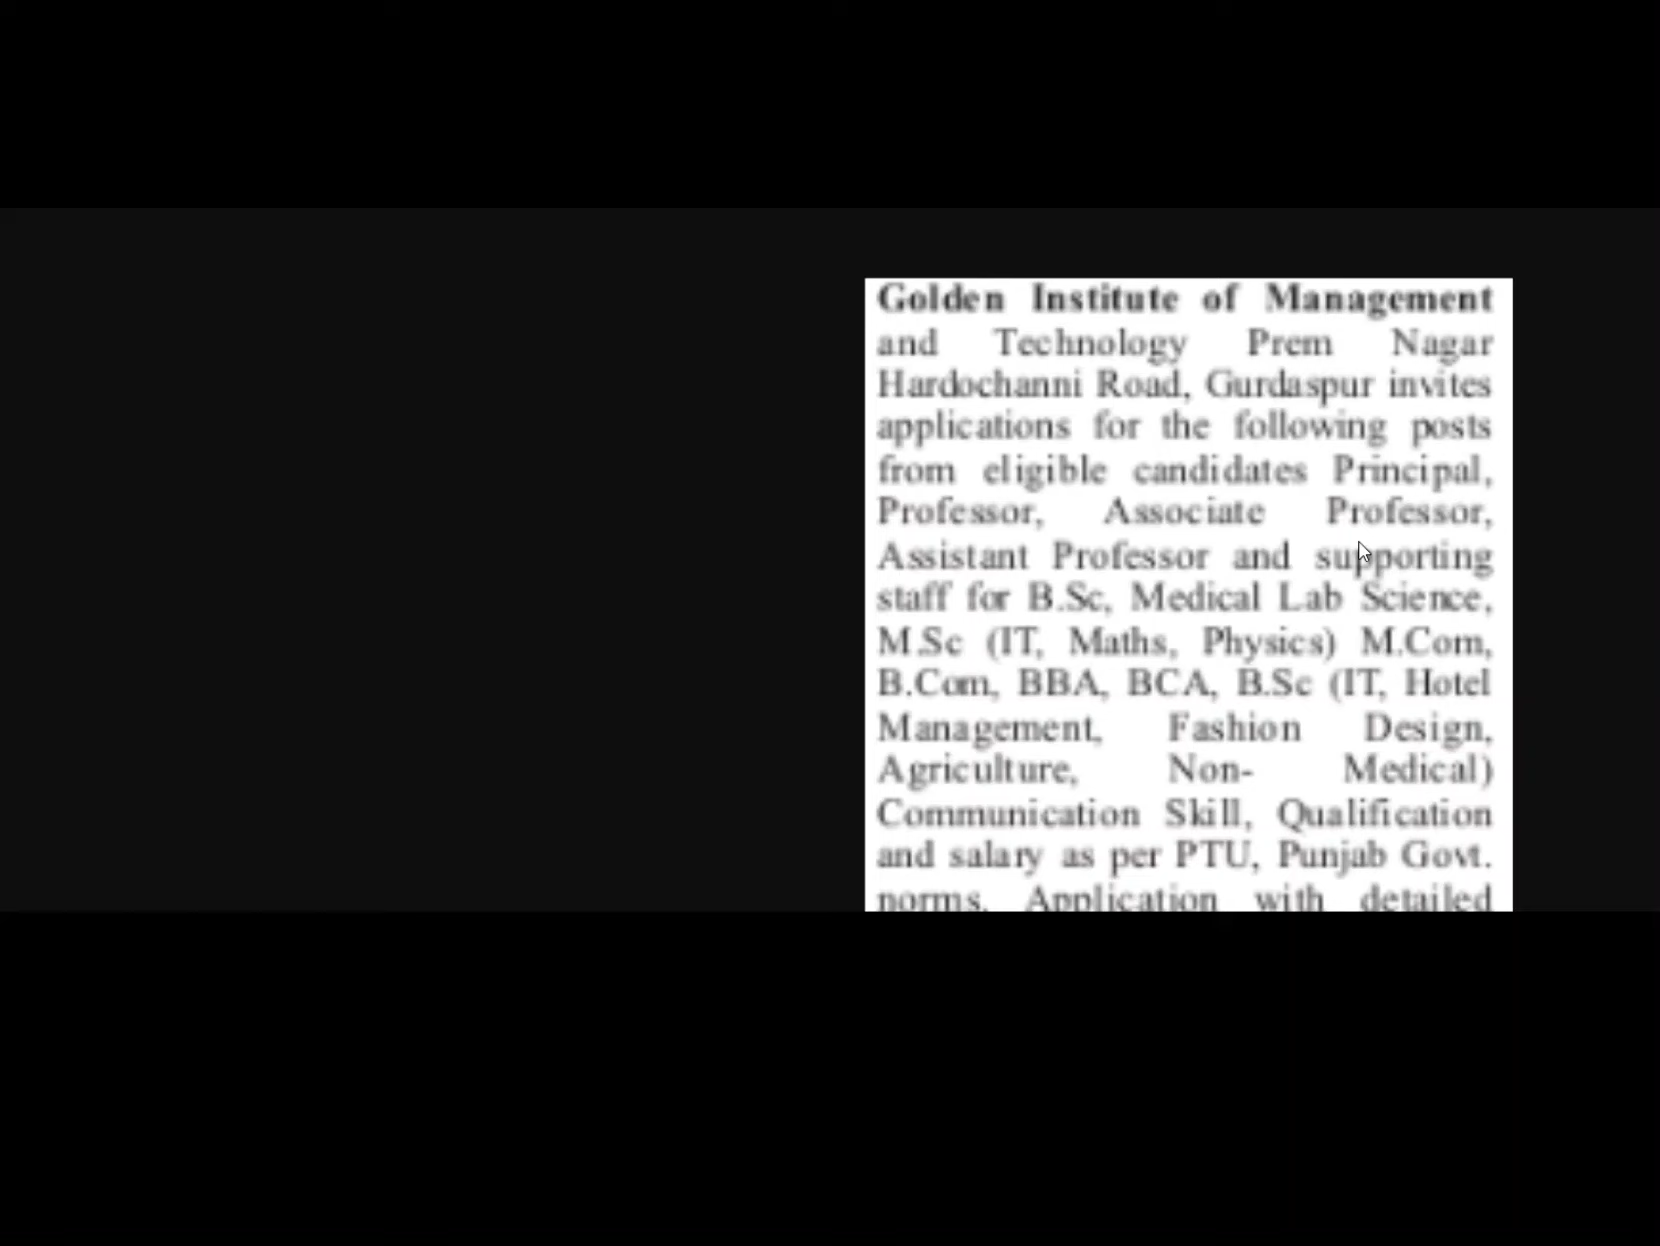 Golden Institute of Management
and Technology Prem Nagar
Hardochanni Road, Gurdaspur invites
applications for the following posts
from eligible candidates Principal,
Professor, Associate Professor,
Assistant Professor and supporting
staff for B.Sc, Medical Lab Science,
M.Sc (IT, Maths, Physics) M.Com,
B.Com, BBA, BCA, B.Sc (IT, Hotel
Management, Fashion Design,
Agriculture, Non- Medical)
Communication Skill, Qualification
and salary as per PTU, Punjab Govt.
norms. Application with detailed